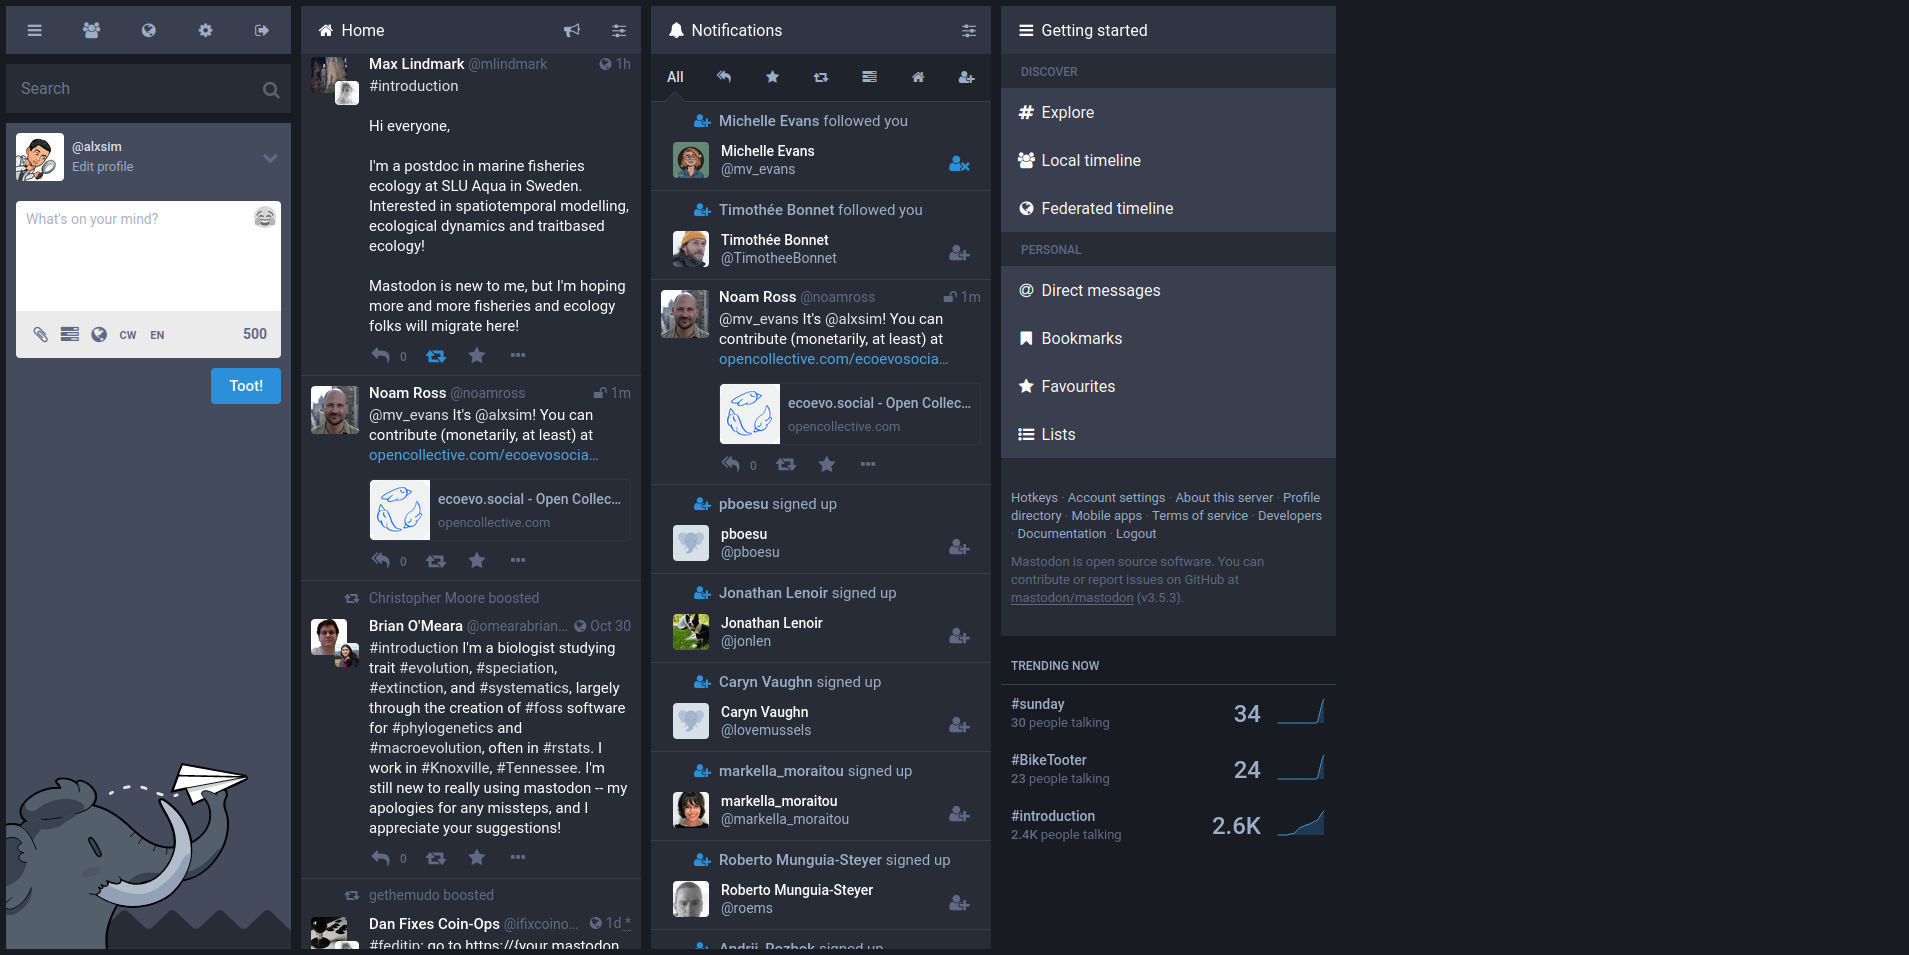 Search
@alxsim
Edit profile
What's on your mind?
CW EN 500
Toot!
Home
Max Lindmark @mlindmark 1h
#introduction
Hi everyone,
I'm a postdoc in marine fisheries
ecology at SLU Aqua in Sweden.
Interested in spatiotemporal modelling,
ecological dynamics and traitbased
ecology!
Mastodon is new to me, but I'm hoping
more and more fisheries and ecology
folks will migrate here!
0
Noam Ross @noamross 1m
@mv_evans It's @alxsim! You can
contribute (monetarily, at least) at
opencollective.com/ecoevosocia…
ecoevo.social - Open Collec…
opencollective.com
0
Christopher Moore boosted
Brian O'Meara @omearabrian… Oct 30
#introduction I'm a biologist studying
trait #evolution, #speciation,
#extinction, and #systematics, largely
through the creation of #foss software
for #phylogenetics and
#macroevolution, often in #rstats. I
work in #Knoxville, #Tennessee. I'm
still new to really using mastodon -- my
apologies for any missteps, and I
appreciate your suggestions!
0
gethemudo boosted
Dan Fixes Coin-Ops @ifixcoino… 1d *
#feditip: go to https://{your mastodon
Notifications
All
Michelle Evans followed you
Michelle Evans
@mv_evans
Timothée Bonnet followed you
Timothée Bonnet
@TimotheeBonnet
Noam Ross @noamross 1m
@mv_evans It's @alxsim! You can
contribute (monetarily, at least) at
opencollective.com/ecoevosocia…
ecoevo.social - Open Collec…
opencollective.com
0
pboesu signed up
pboesu
@pboesu
Jonathan Lenoir signed up
Jonathan Lenoir
@jonlen
Caryn Vaughn signed up
Caryn Vaughn
@lovemussels
markella_moraitou signed up
markella_moraitou
@markella_moraitou
Roberto Munguia-Steyer signed up
Roberto Munguia-Steyer
@roems
Andrii_Rozhok signed up
Getting started
DISCOVER
Explore
Local timeline
Federated timeline
PERSONAL
Direct messages
Bookmarks
Favourites
Lists
Hotkeys · Account settings · About this server · Profile
directory · Mobile apps · Terms of service · Developers
· Documentation · Logout
Mastodon is open source software. You can
contribute or report issues on GitHub at
mastodon/mastodon (v3.5.3).
TRENDING NOW
#sunday
30 people talking
34
#BikeTooter
23 people talking
24
#introduction
2.4K people talking
2.6K